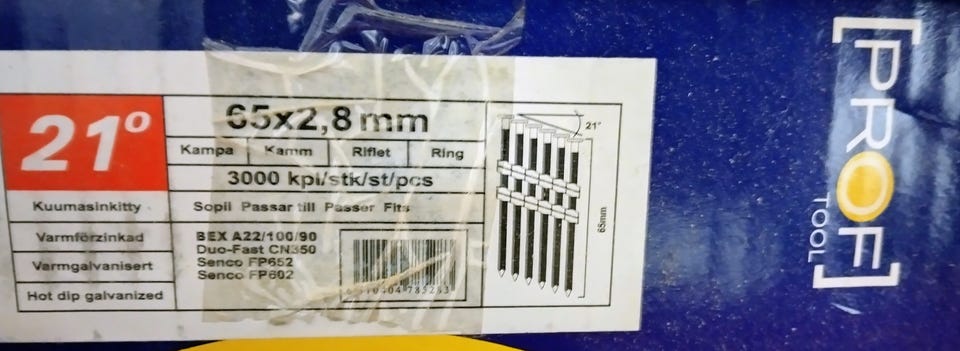 21°
65x2,8 mm
Kampa Kamm Riflet Ring
3000 kpl/stk/st/pcs
Kuumasinkitty
Varmförzinkad
Varmgalvanisert
Hot dip galvanized
Sopii Passar till Passer Fits
BEX A22/100/90
Duo-Fast CN350
Senco FP652
Senco FP602
21°
65mm
[PROF]
TOOL